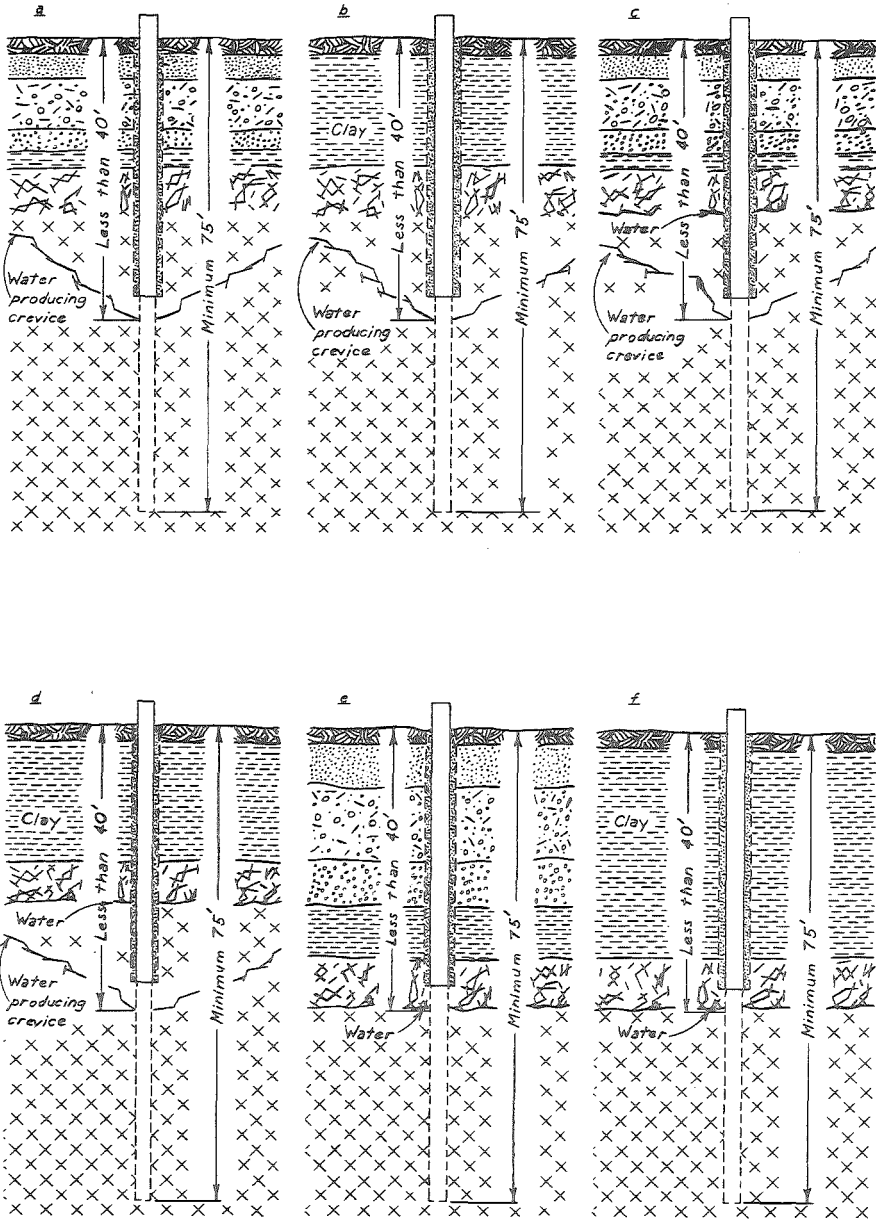 a
Less than 40'
Minimum 75'
Water
producing
crevice
b
Clay
Less than 40'
Minimum 75'
Water
producing
crevice
c
Less than 40'
Minimum 75'
Water
Water
producing
crevice
d
Clay
Less than 40'
Minimum 75'
Water
Water
producing
crevice
e
Less than 40'
Minimum 75'
Water
f
Clay
Less than 40'
Minimum 75'
Water